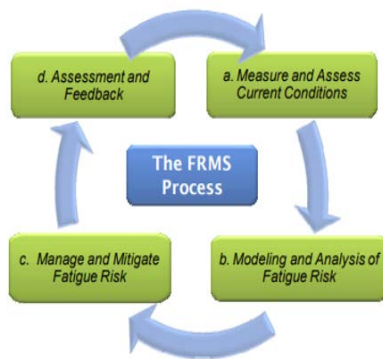 d. Assessment and
Feedback
a. Measure and Assess
Current Conditions
The FRMS
Process
c. Manage and Mitigate
Fatigue Risk
b. Modeling and Analysis of
Fatigue Risk